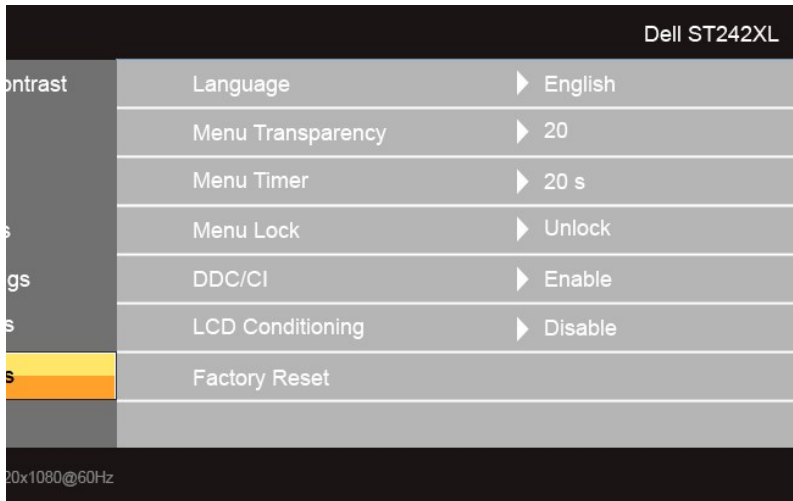 Dell ST242XL
ontrast
Language English
Menu Transparency 20
Menu Timer 20 s
s
Menu Lock Unlock
gs
DDC/CI Enable
s
LCD Conditioning Disable
s
Factory Reset
20x1080@60Hz